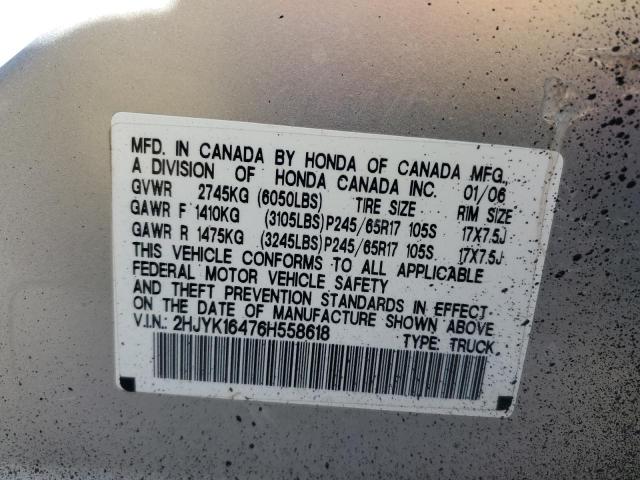 MFD. IN CANADA BY HONDA OF CANADA MFG.,
A DIVISION OF HONDA CANADA INC. 01/06
GVWR 2745KG (6050LBS) TIRE SIZE RIM SIZE
GAWR F 1410KG (3105LBS) P245/65R17 105S 17X7.5J
GAWR R 1475KG (3245LBS) P245/65R17 105S 17X7.5J
THIS VEHICLE CONFORMS TO ALL APPLICABLE
FEDERAL MOTOR VEHICLE SAFETY
AND THEFT PREVENTION STANDARDS IN EFFECT
ON THE DATE OF MANUFACTURE SHOWN ABOVE.
V.I.N.: 2HJYK16476H558618 TYPE: TRUCK